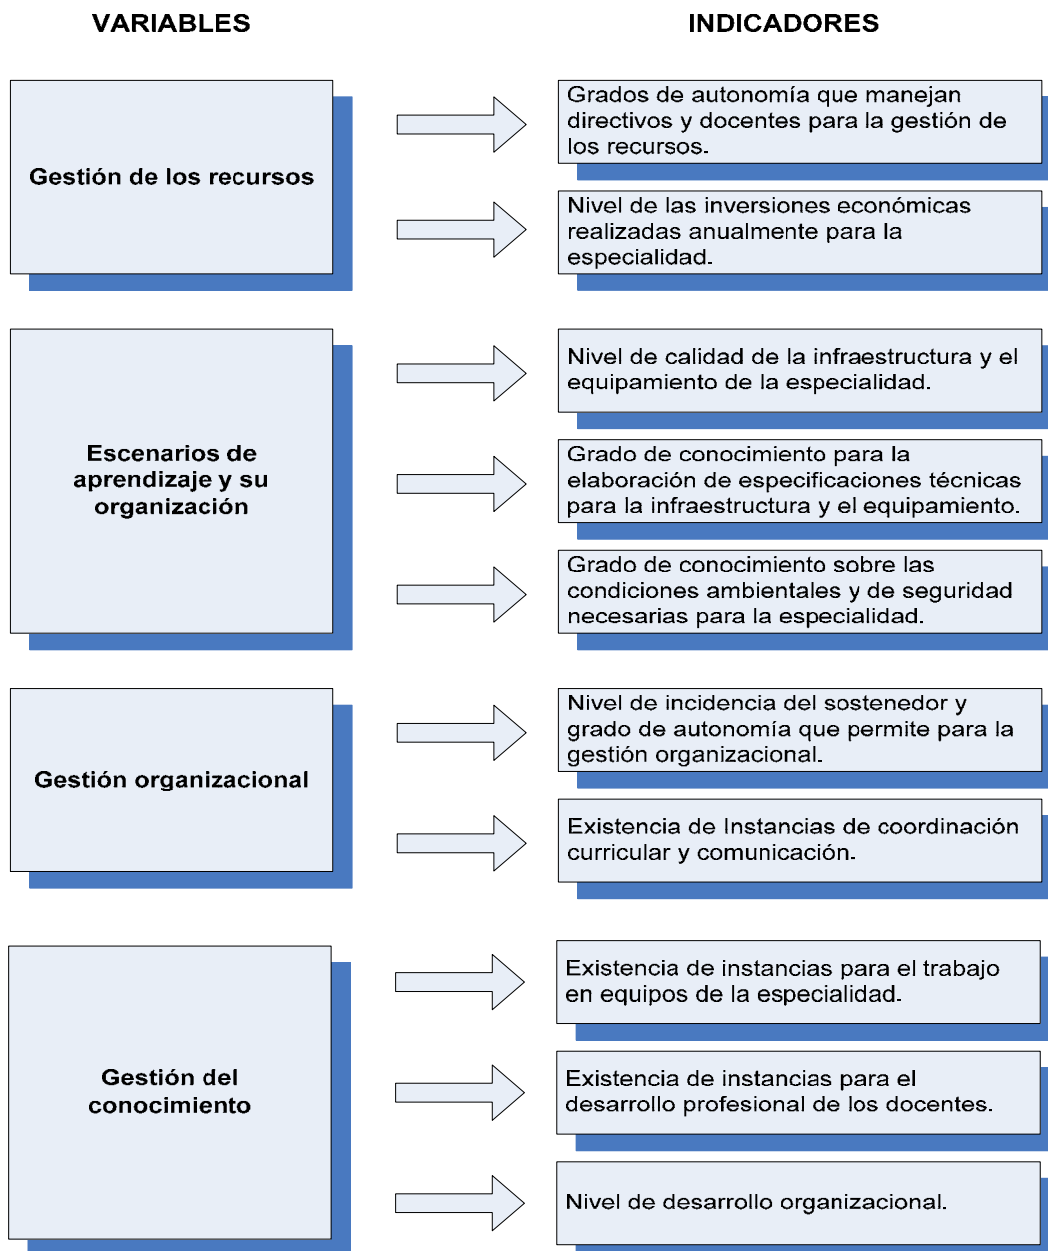 VARIABLES
INDICADORES
Gestión de los recursos
Grados de autonomía que manejan
directivos y docentes para la gestión de
los recursos.
Nivel de las inversiones económicas
realizadas anualmente para la
especialidad.
Escenarios de
aprendizaje y su
organización
Nivel de calidad de la infraestructura y el
equipamiento de la especialidad.
Grado de conocimiento para la
elaboración de especificaciones técnicas
para la infraestructura y el equipamiento.
Grado de conocimiento sobre las
condiciones ambientales y de seguridad
necesarias para la especialidad.
Gestión organizacional
Nivel de incidencia del sostenedor y
grado de autonomía que permite para la
gestión organizacional.
Existencia de Instancias de coordinación
curricular y comunicación.
Gestión del
conocimiento
Existencia de instancias para el trabajo
en equipos de la especialidad.
Existencia de instancias para el
desarrollo profesional de los docentes.
Nivel de desarrollo organizacional.